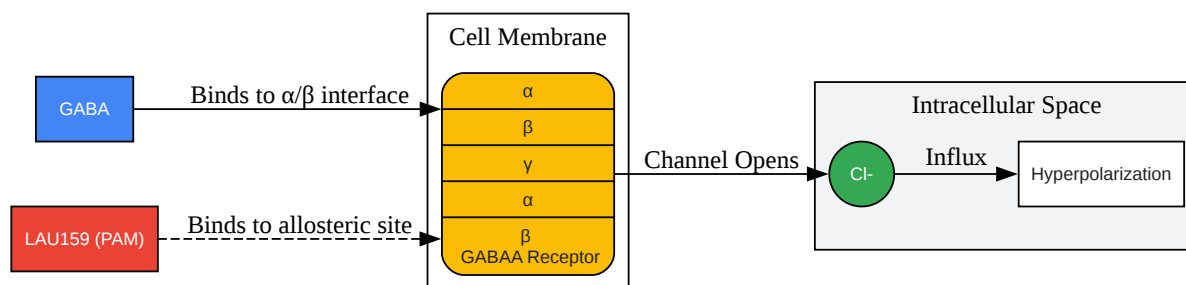 Cell Membrane
GABA
Binds to α/β interface
α
β
γ
α
β
GABAA Receptor
LAU159 (PAM)
Binds to allosteric site
Channel Opens
Intracellular Space
Cl-
Influx
Hyperpolarization